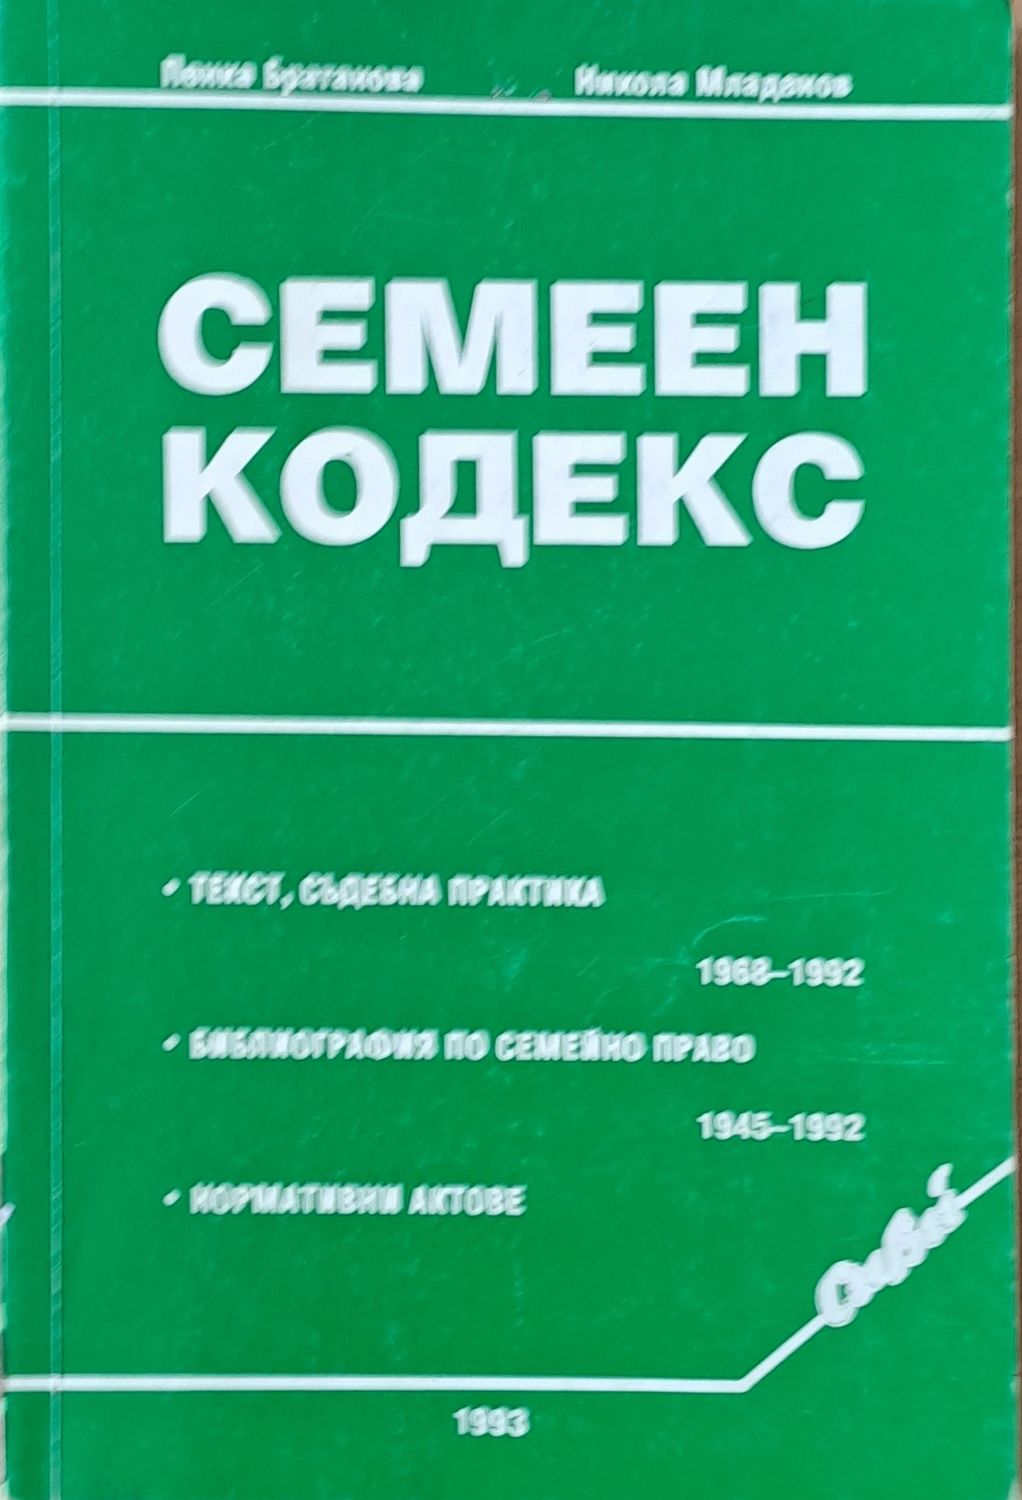 Пенка Братанова Никола Младенов
СЕМЕЕН
КОДЕКС
• ТЕКСТ, СЪДЕБНА ПРАКТИКА
1968–1992
• БИБЛИОГРАФИЯ ПО СЕМЕЙНО ПРАВО
1945–1992
• НОРМАТИВНИ АКТОВЕ
1993